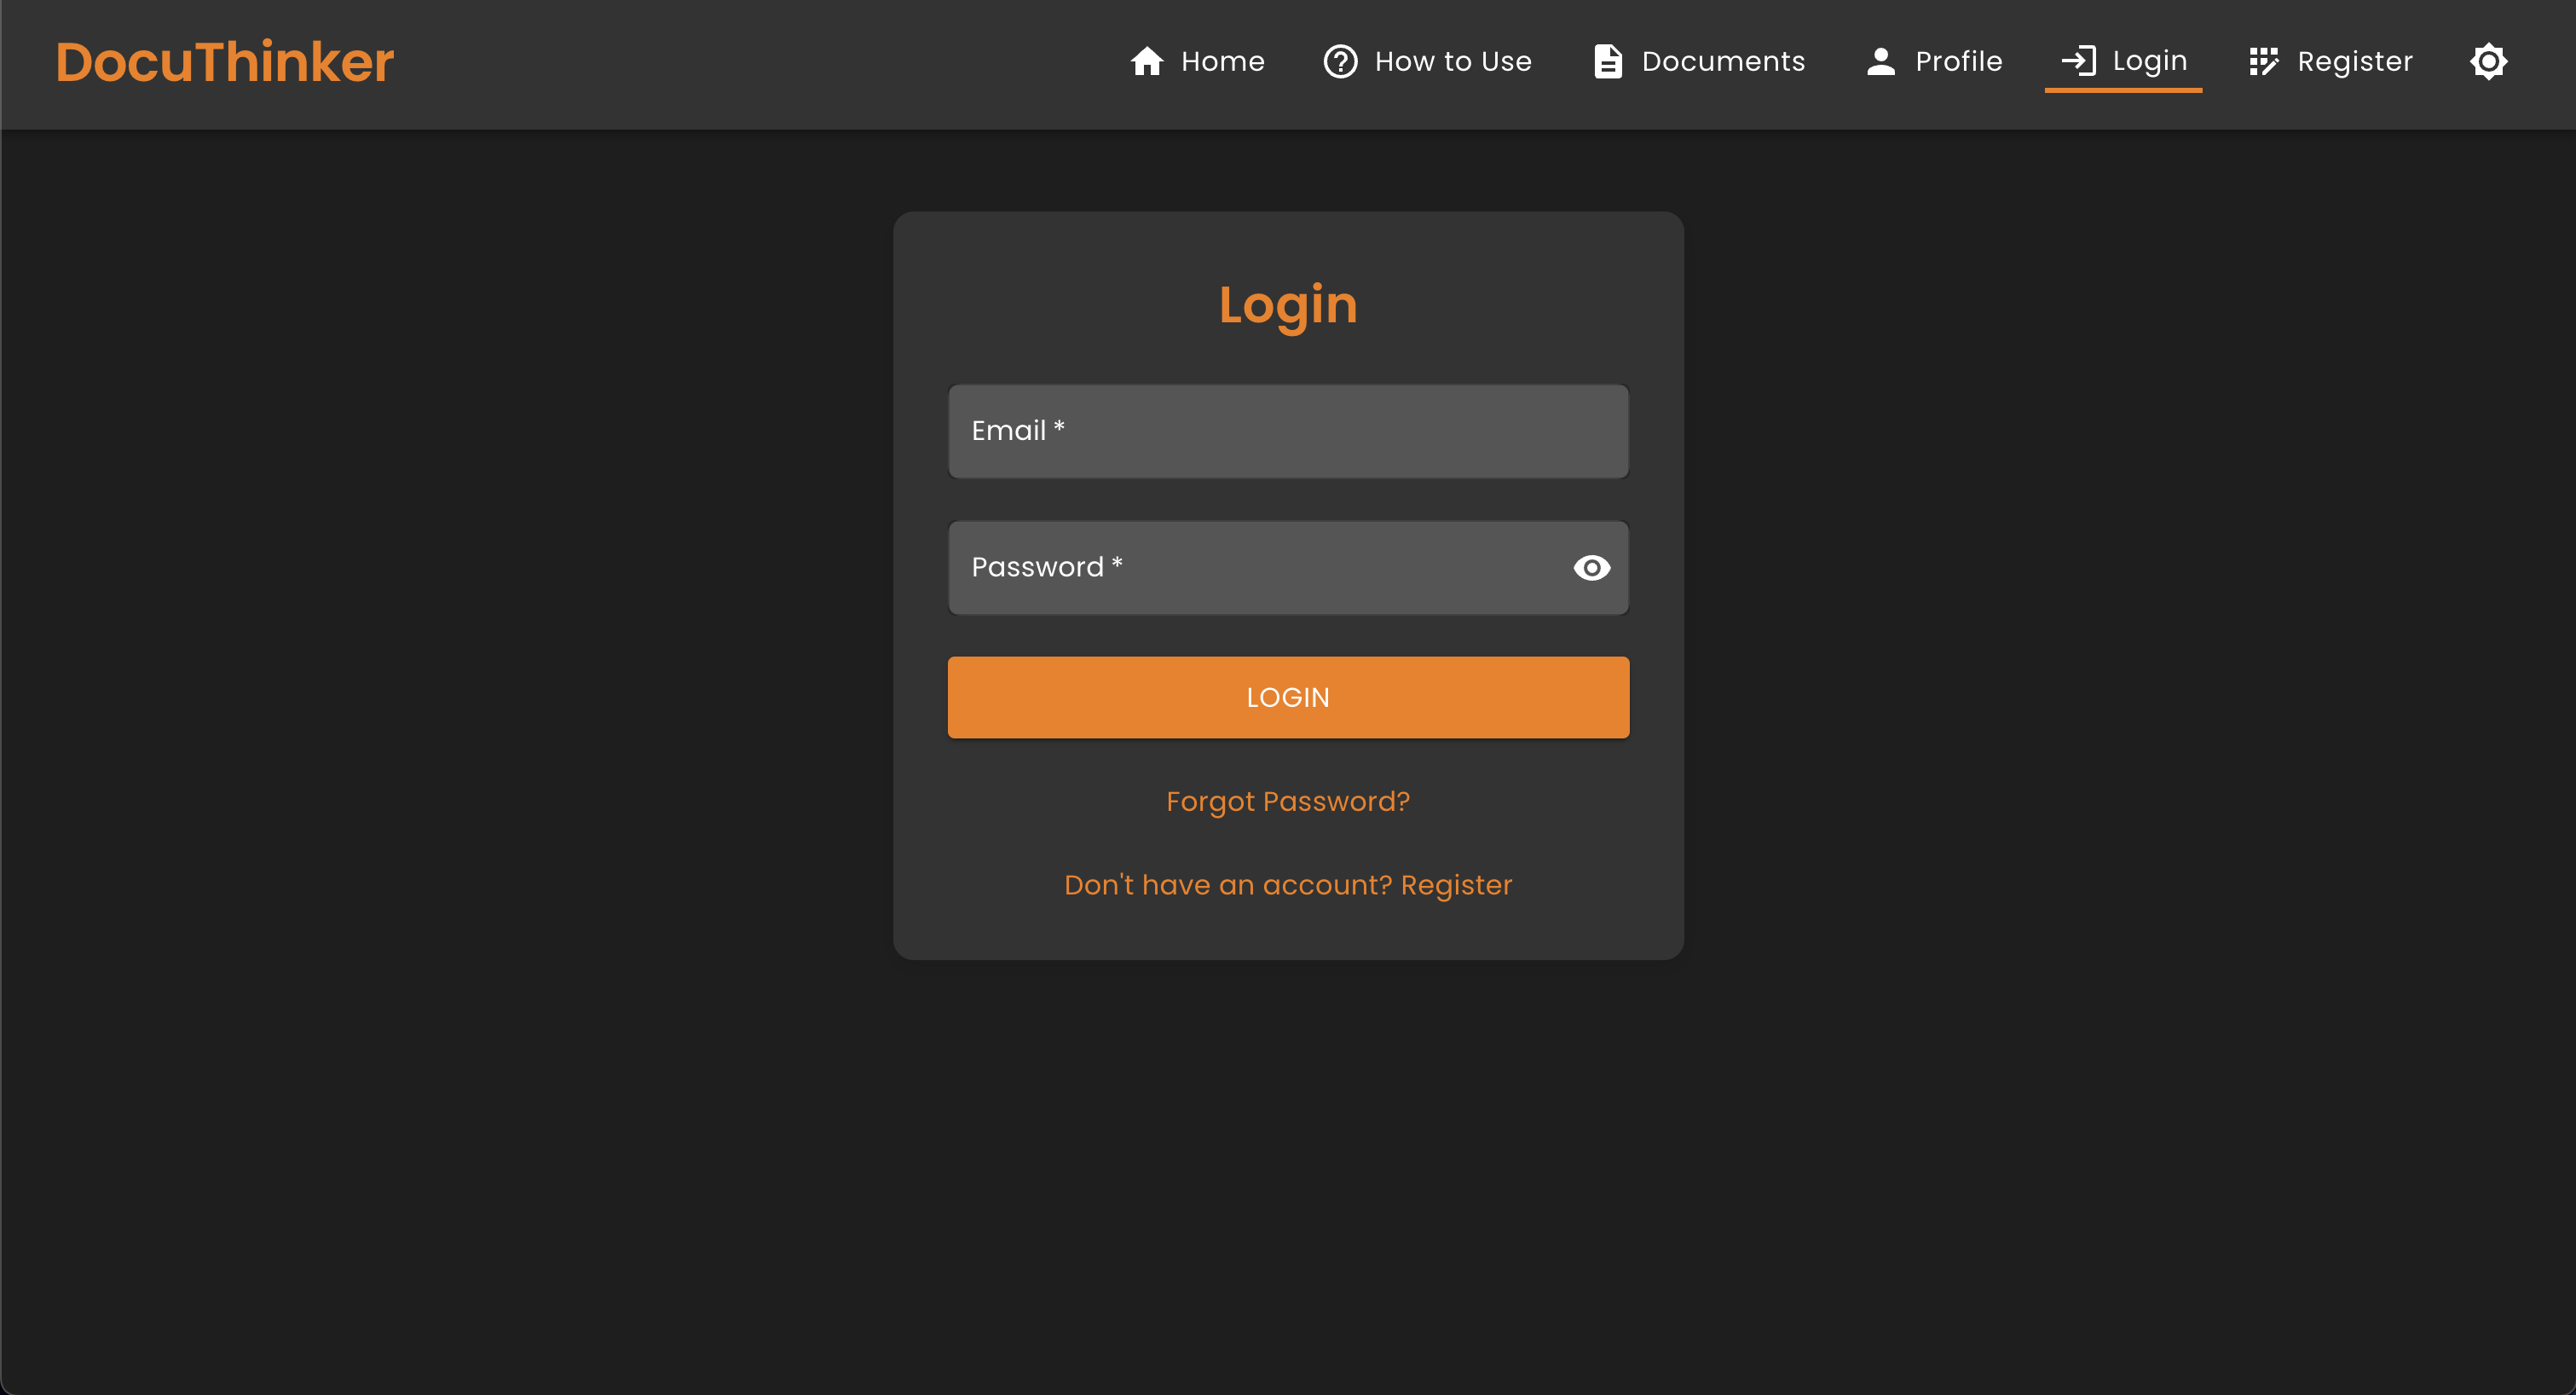 DocuThinker
Home How to Use Documents Profile Login Register
Login
Email *
Password *
LOGIN
Forgot Password?
Don't have an account? Register